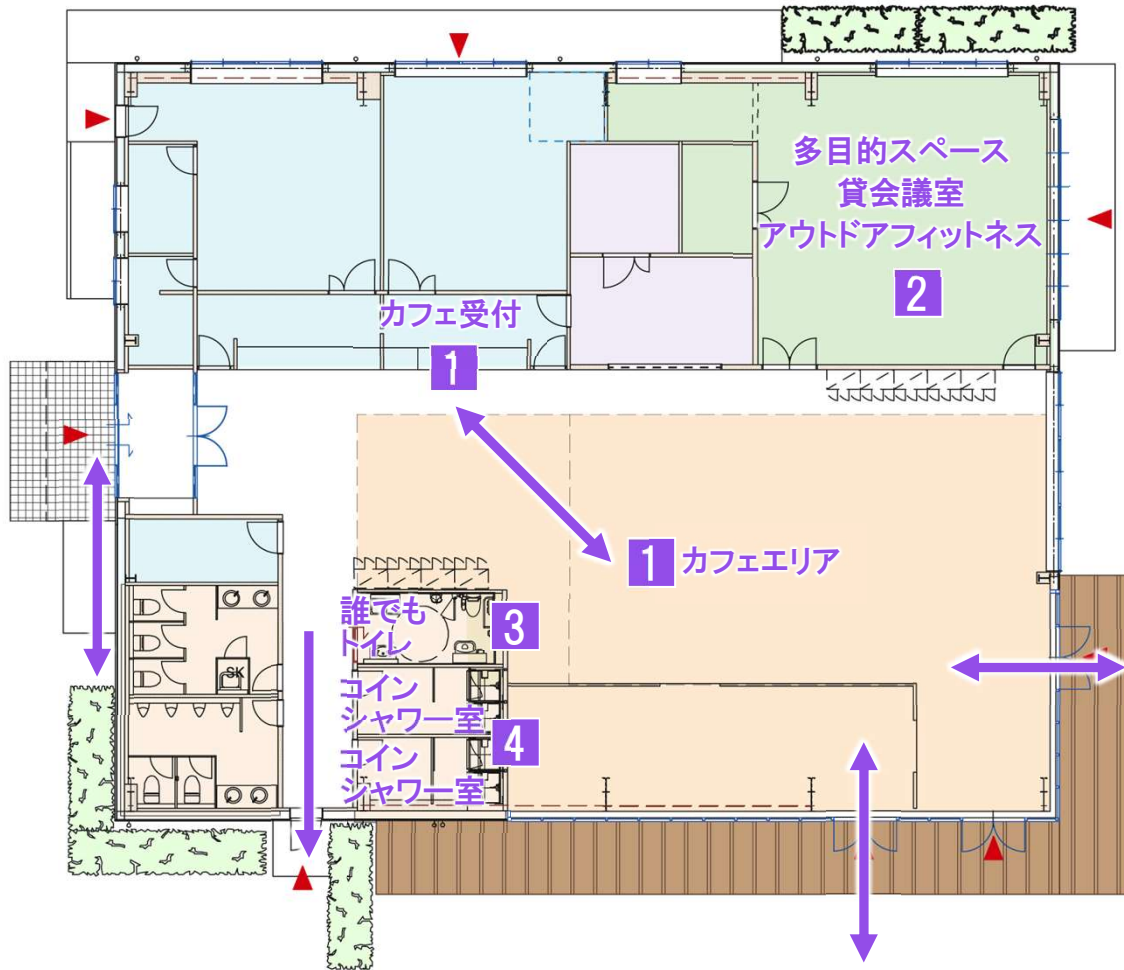 多目的スペース
貸会議室
アウトドアフィットネス
2
カフェ受付
1
1 カフェエリア
誰でも
トイレ
3
SK
コイン
シャワー室
4
コイン
シャワー室